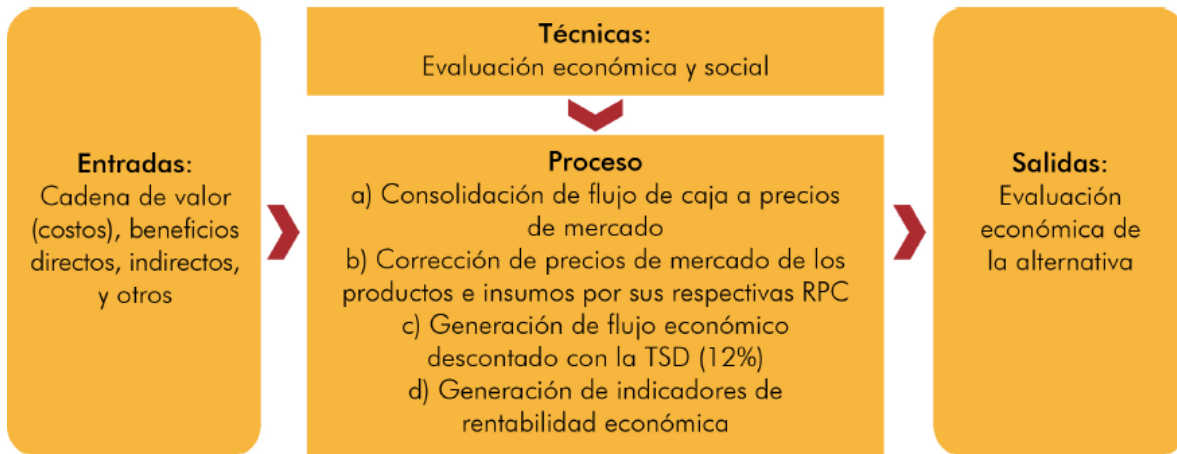 Entradas:
Cadena de valor
(costos), beneficios
directos, indirectos,
y otros
Técnicas:
Evaluación económica y social
Proceso
a) Consolidación de flujo de caja a precios
de mercado
b) Corrección de precios de mercado de los
productos e insumos por sus respectivas RPC
c) Generación de flujo económico
descontado con la TSD (12%)
d) Generación de indicadores de
rentabilidad económica
Salidas:
Evaluación
económica de
la alternativa